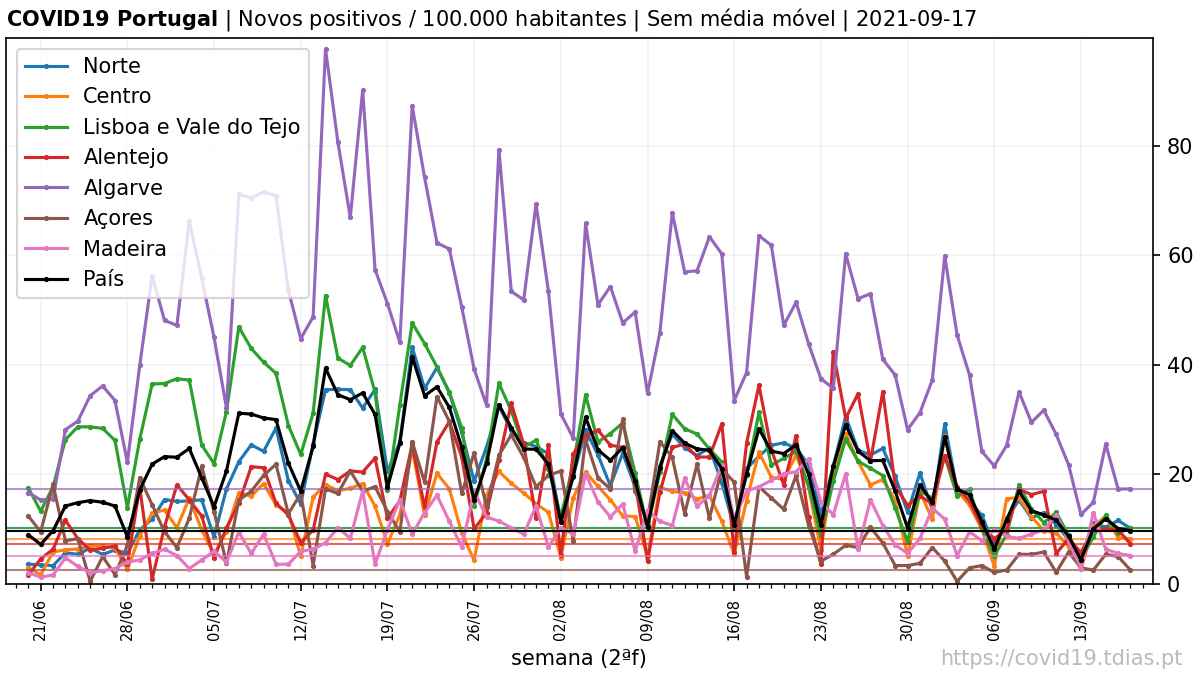 COVID19 Portugal | Novos positivos / 100.000 habitantes | Sem média móvel | 2021-09-17
Norte
Centro
Lisboa e Vale do Tejo
Alentejo
Algarve
Açores
Madeira
País
80
60
40
20
0
21/06 28/06 05/07 12/07 19/07 26/07 02/08 09/08 16/08 23/08 30/08 06/09 13/09
semana (2ªf)
https://covid19.tdias.pt